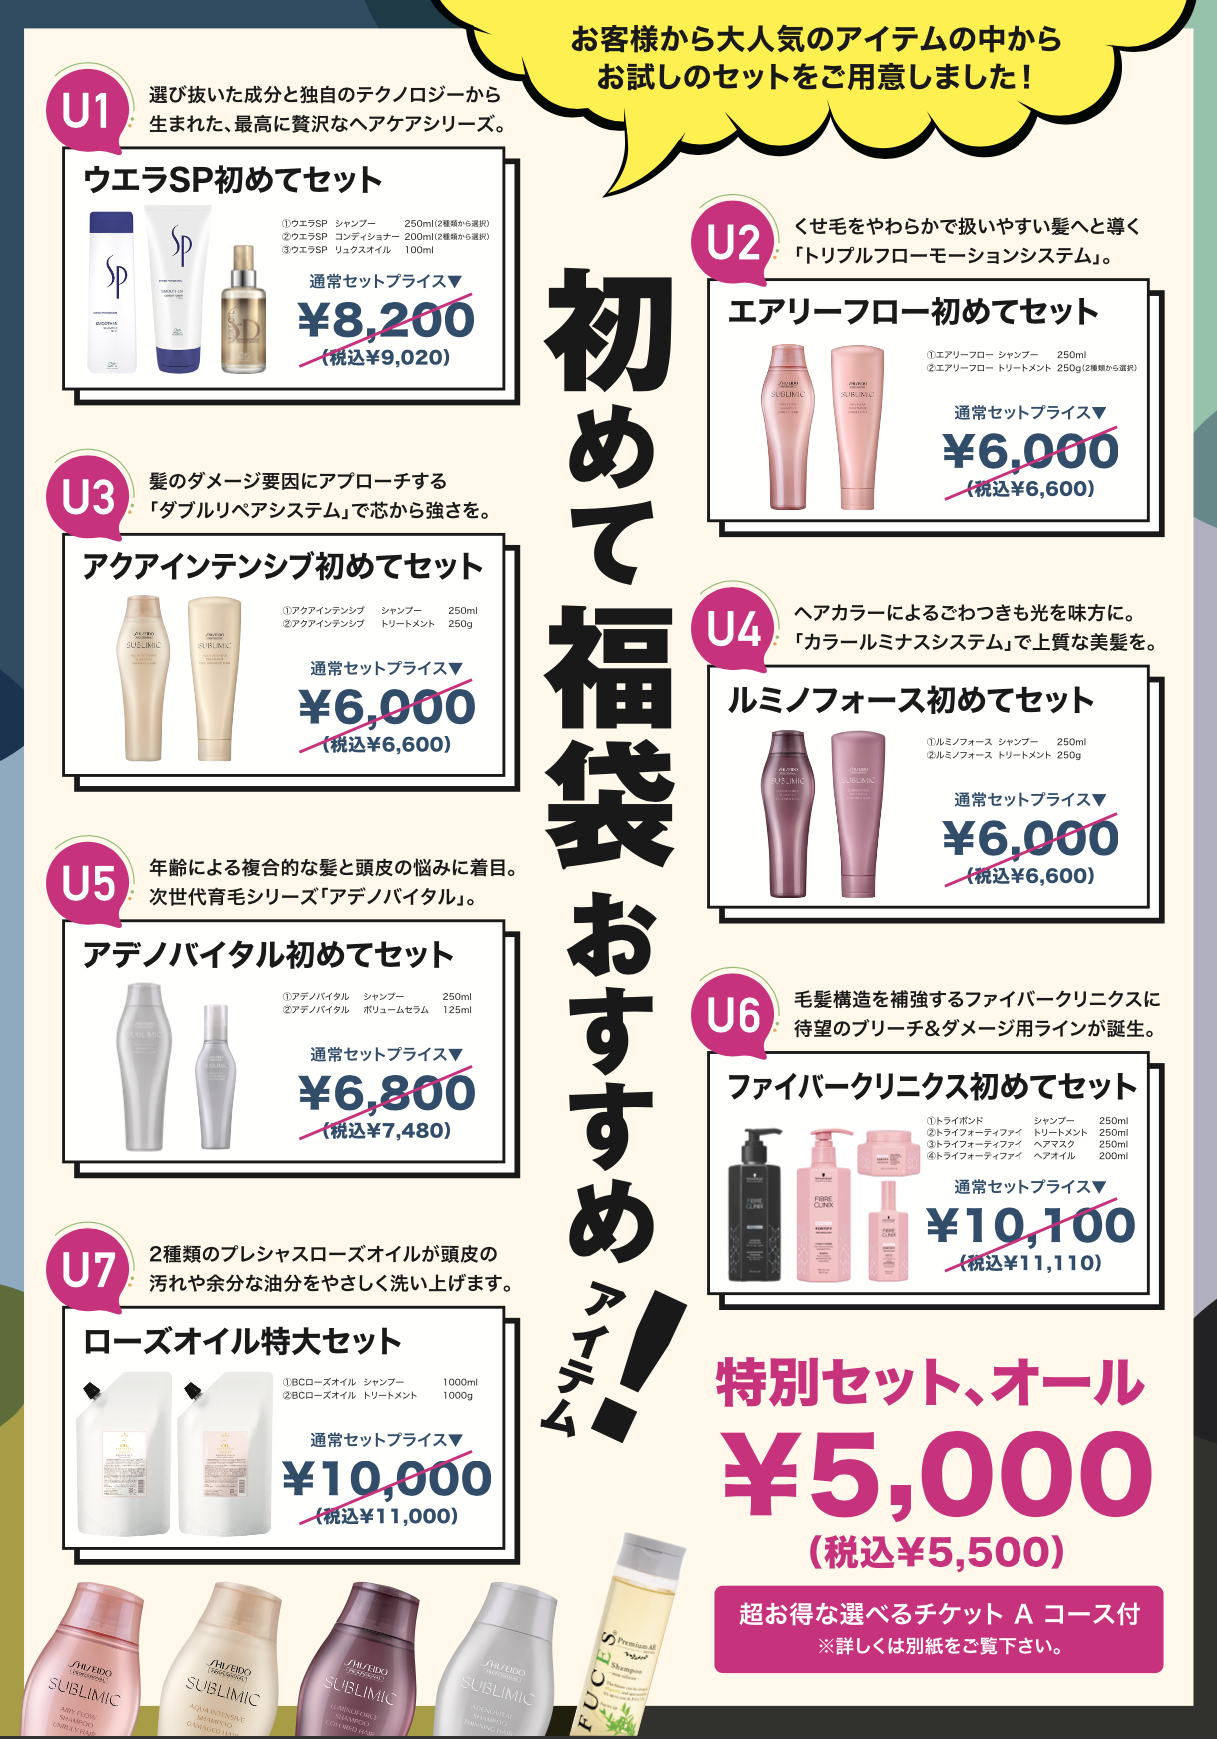 お客様から大人気のアイテムの中から
お試しのセットをご用意しました！
初めて福袋おすすめアイテム！
U1
選び抜いた成分と独自のテクノロジーから
生まれた、最高に贅沢なヘアケアシリーズ。
ウエラSP初めてセット
①ウエラSP シャンプー 250ml(2種類から選択)
②ウエラSP コンディショナー 200ml(2種類から選択)
③ウエラSP リュクスオイル 100ml
通常セットプライス▼
¥8,200
(税込¥9,020)
U2
くせ毛をやわらかで扱いやすい髪へと導く
「トリプルフローモーションシステム」。
エアリーフロー初めてセット
①エアリーフロー シャンプー 250ml
②エアリーフロー トリートメント 250g(2種類から選択)
通常セットプライス▼
¥6,000
(税込¥6,600)
U3
髪のダメージ要因にアプローチする
「ダブルリペアシステム」で芯から強さを。
アクアインテンシブ初めてセット
①アクアインテンシブ シャンプー 250ml
②アクアインテンシブ トリートメント 250g
通常セットプライス▼
¥6,000
(税込¥6,600)
U4
ヘアカラーによるごわつきも光を味方に。
「カラールミナスシステム」で上質な美髪を。
ルミノフォース初めてセット
①ルミノフォース シャンプー 250ml
②ルミノフォース トリートメント 250g
通常セットプライス▼
¥6,000
(税込¥6,600)
U5
年齢による複合的な髪と頭皮の悩みに着目。
次世代育毛シリーズ「アデノバイタル」。
アデノバイタル初めてセット
①アデノバイタル シャンプー 250ml
②アデノバイタル ボリュームセラム 125ml
通常セットプライス▼
¥6,800
(税込¥7,480)
U6
毛髪構造を補強するファイバークリニクスに
待望のブリーチ&ダメージ用ラインが誕生。
ファイバークリニクス初めてセット
①トライボンド シャンプー 250ml
②トライフォーティファイ トリートメント 250ml
③トライフォーティファイ ヘアマスク 250ml
④トライフォーティファイ ヘアオイル 200ml
通常セットプライス▼
¥10,100
(税込¥11,110)
FIBRE
CLINIX
FIBRE
CLINIX
U7
2種類のプレシャスローズオイルが頭皮の
汚れや余分な油分をやさしく洗い上げます。
ローズオイル特大セット
①BCローズオイル シャンプー 1000ml
②BCローズオイル トリートメント 1000g
通常セットプライス▼
¥10,000
(税込¥11,000)
特別セット、オール
¥5,000
(税込¥5,500)
超お得な選べるチケット A コース付
※詳しくは別紙をご覧下さい。
SHISEIDO
PROFESSIONAL
SUBLIMIC
AIRY FLOW
SHAMPOO
UNRULY HAIR
SHISEIDO
PROFESSIONAL
SUBLIMIC
AQUA INTENSIVE
SHAMPOO
DAMAGED HAIR
SHISEIDO
PROFESSIONAL
SUBLIMIC
LUMINOFORCE
SHAMPOO
COLORED HAIR
SHISEIDO
PROFESSIONAL
SUBLIMIC
ADENOVITAL
SHAMPOO
THINNING HAIR
FUCES
Premium AR
Shampoo